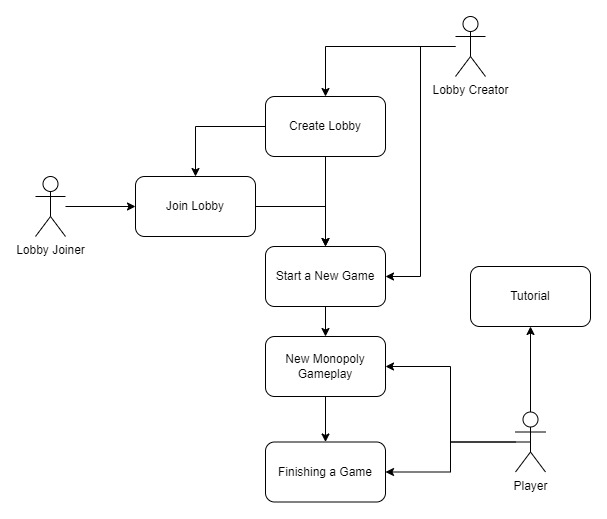 Lobby Creator
Create Lobby
Join Lobby
Lobby Joiner
Start a New Game
Tutorial
New Monopoly
Gameplay
Finishing a Game
Player